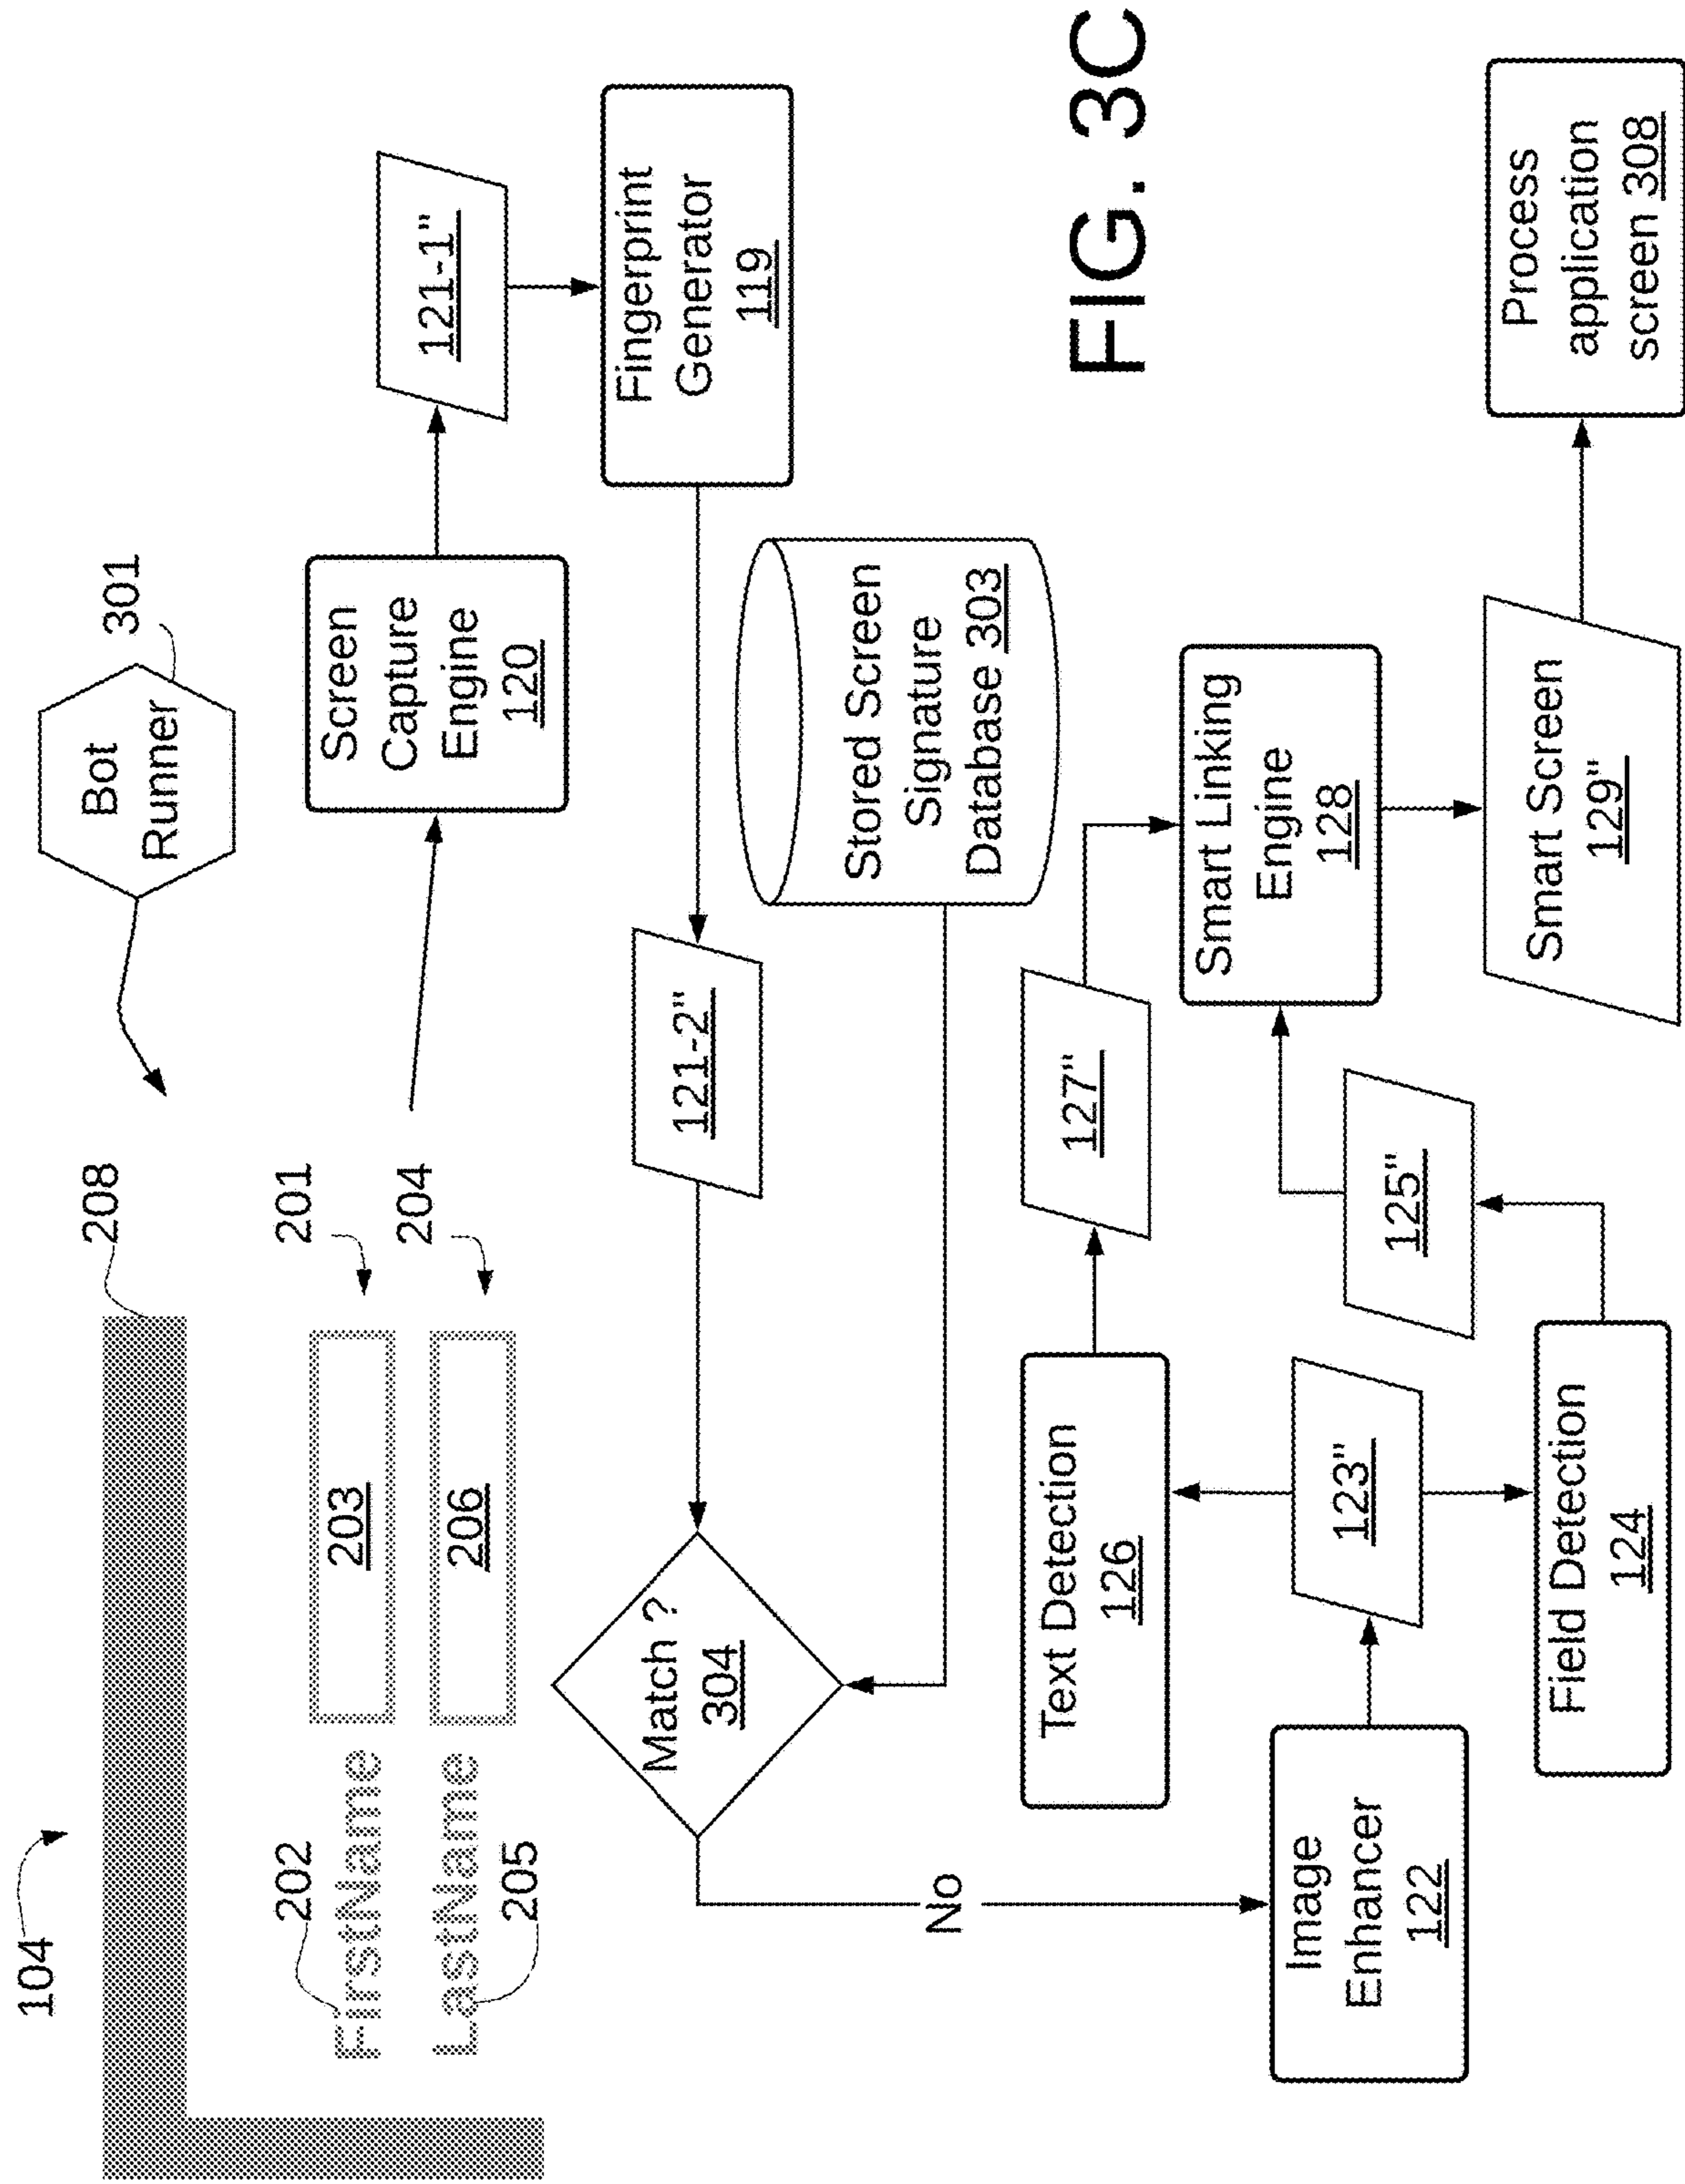 104
208
Bot
Runner
301
202
FirstName
203
201
LastName
205
206
204
Screen
Capture
Engine
120
121-1"
Fingerprint
Generator
119
121-2"
Match ?
304
Stored Screen
Signature
Database 303
No
FIG. 3C
Text Detection
126
127"
Smart Linking
Engine
128
Image
Enhancer
122
123"
125"
Field Detection
124
Smart Screen
129"
Process
application
screen 308